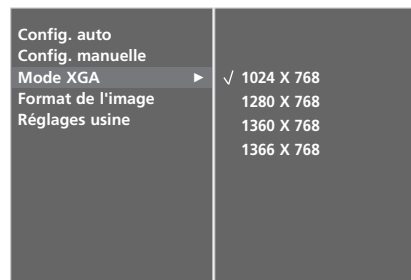 Config. auto
Config. manuelle
Mode XGA ►
Format de l'image
Réglages usine
√ 1024 X 768
1280 X 768
1360 X 768
1366 X 768